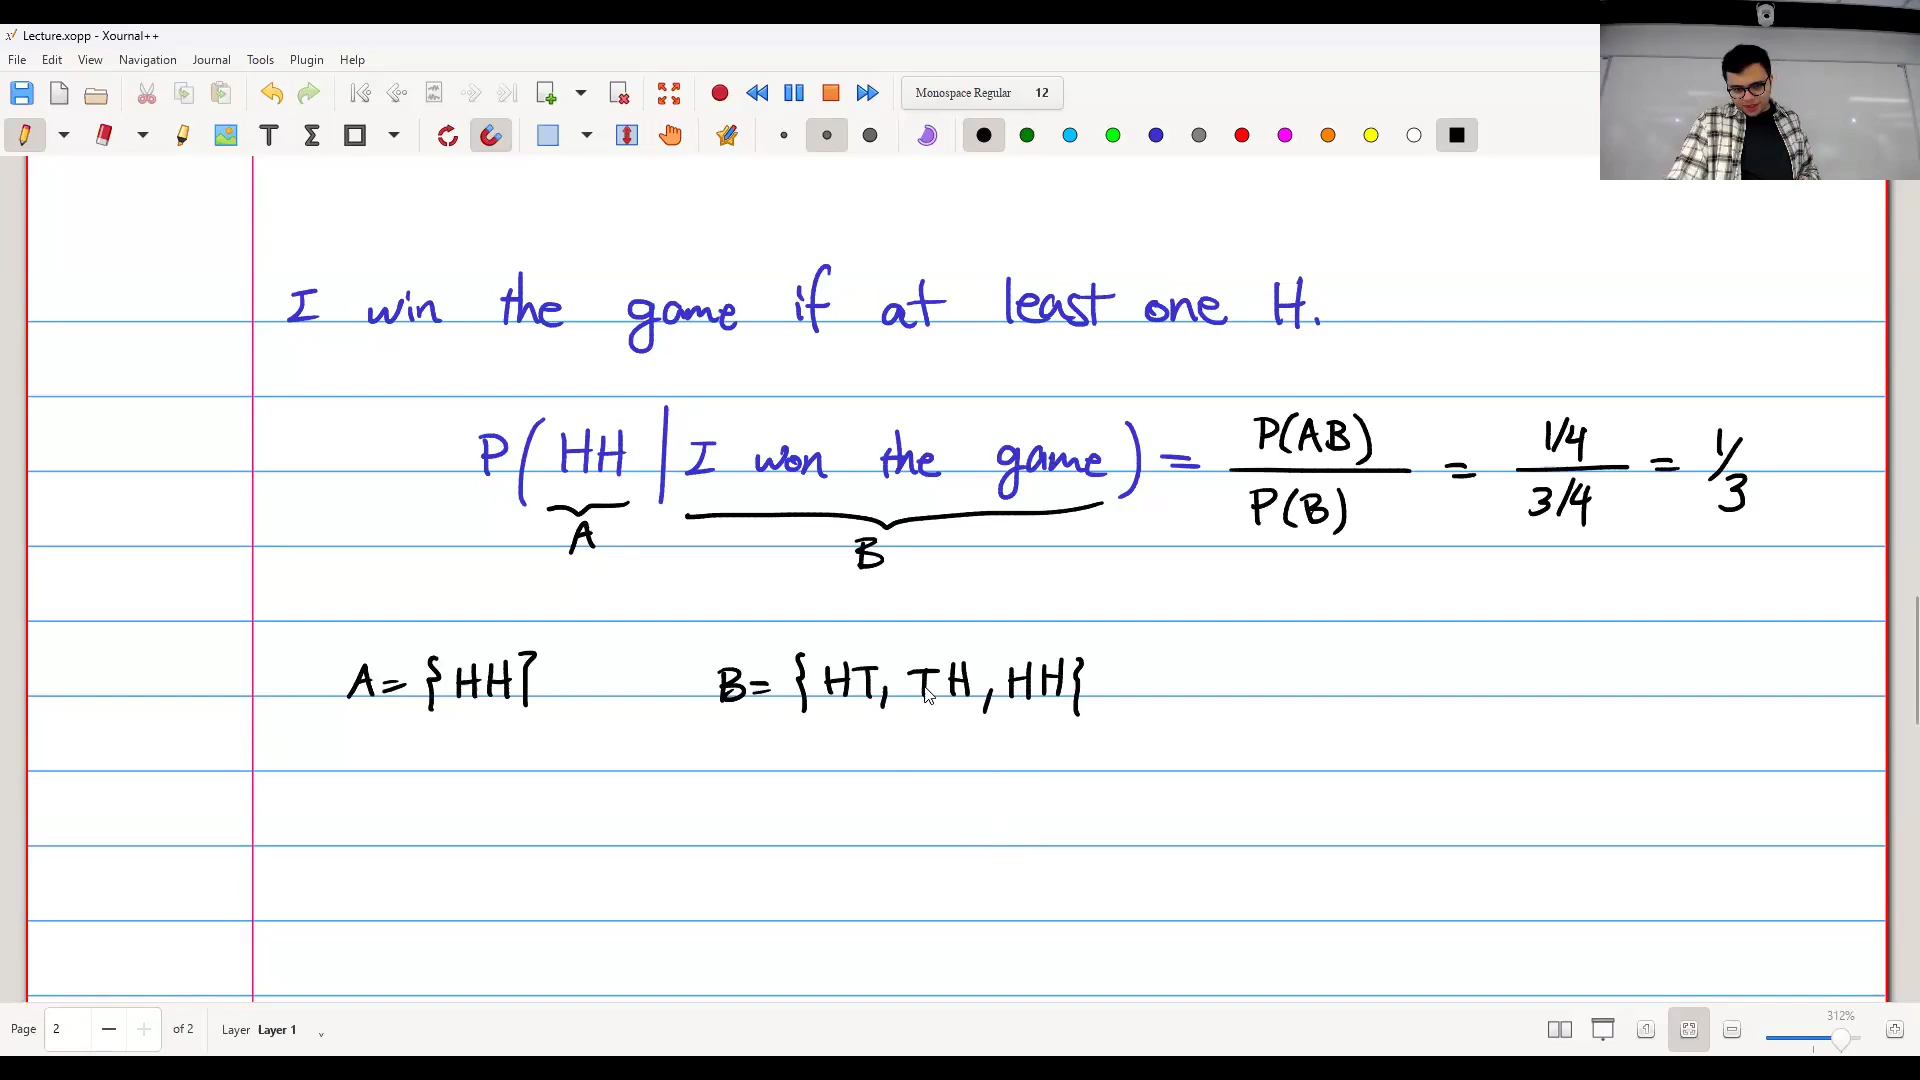 Lecture.xopp - Xournal++
File Edit View Navigation Journal Tools Plugin Help
Monospace Regular 12
I win the game if at least one H.
P(HH | I won the game) = P(AB) / P(B) = 1/4 / 3/4 = 1/3
A B
A = {HH} B = {HT, TH, HH}
Page 2 of 2 Layer Layer 1 312%